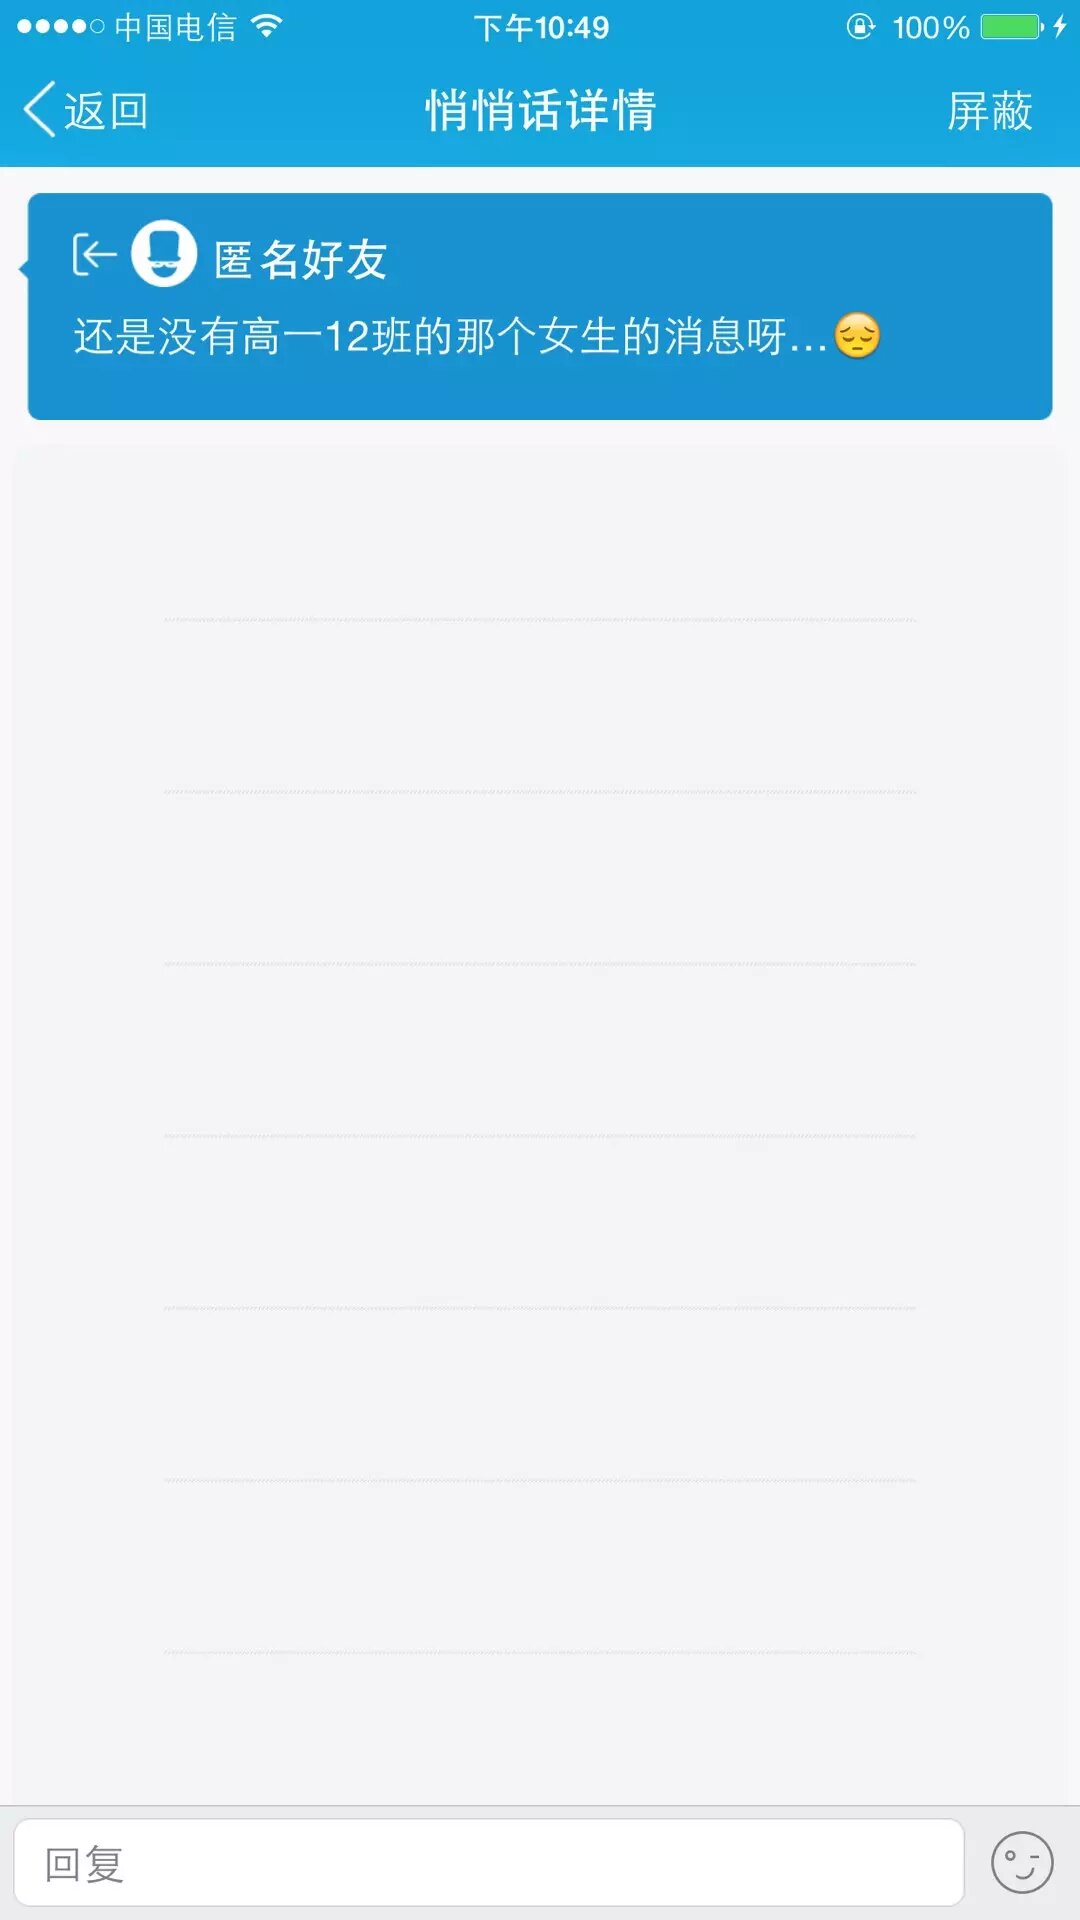 中国电信 下午10:49 100%
返回 悄悄话详情 屏蔽
匿名好友
还是没有高一12班的那个女生的消息呀...😔
回复